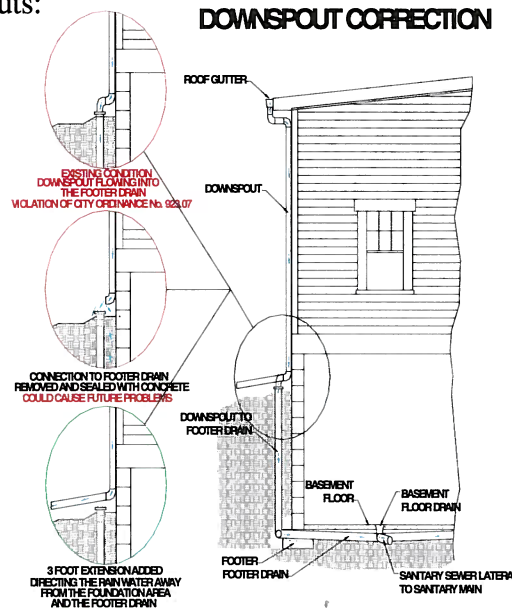 uts:
DOWNSPOUT CORRECTION
ROOF GUTTER
EXISTING CONDITION
DOWNSPOUT FLOWING INTO
THE FOOTER DRAIN
VIOLATION OF CITY ORDINANCE No. 923.07
DOWNSPOUT
CONNECTION TO FOOTER DRAIN
REMOVED AND SEALED WITH CONCRETE
COULD CAUSE FUTURE PROBLEMS
DOWNSPOUT TO
FOOTER DRAIN
BASEMENT
FLOOR
BASEMENT
FLOOR DRAIN
3 FOOT EXTENSION ADDED
DIRECTING THE RAIN WATER AWAY
FROM THE FOUNDATION AREA
AND THE FOOTER DRAIN
FOOTER
FOOTER DRAIN
SANITARY SEWER LATERA
TO SANITARY MAIN